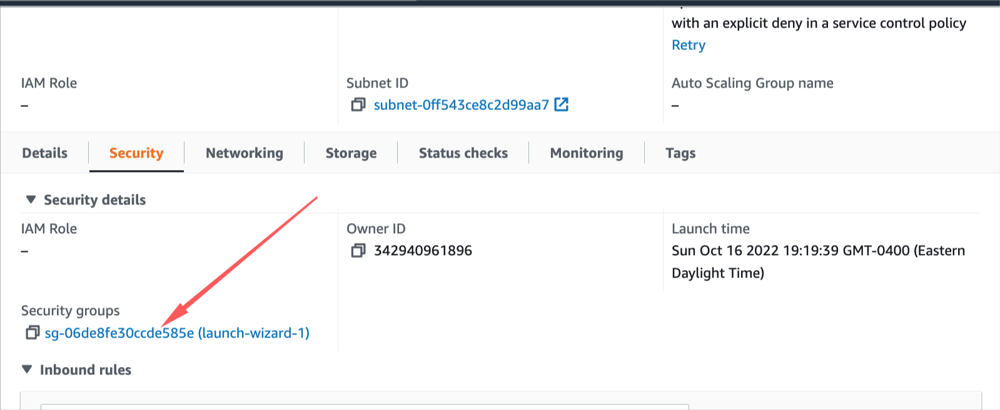 with an explicit deny in a service control policy
Retry
IAM Role
–
Subnet ID
subnet-0ff543ce8c2d99aa7
Auto Scaling Group name
–
Details
Security
Networking
Storage
Status checks
Monitoring
Tags
Security details
IAM Role
–
Owner ID
342940961896
Launch time
Sun Oct 16 2022 19:19:39 GMT-0400 (Eastern
Daylight Time)
Security groups
sg-06de8fe30ccde585e (launch-wizard-1)
Inbound rules